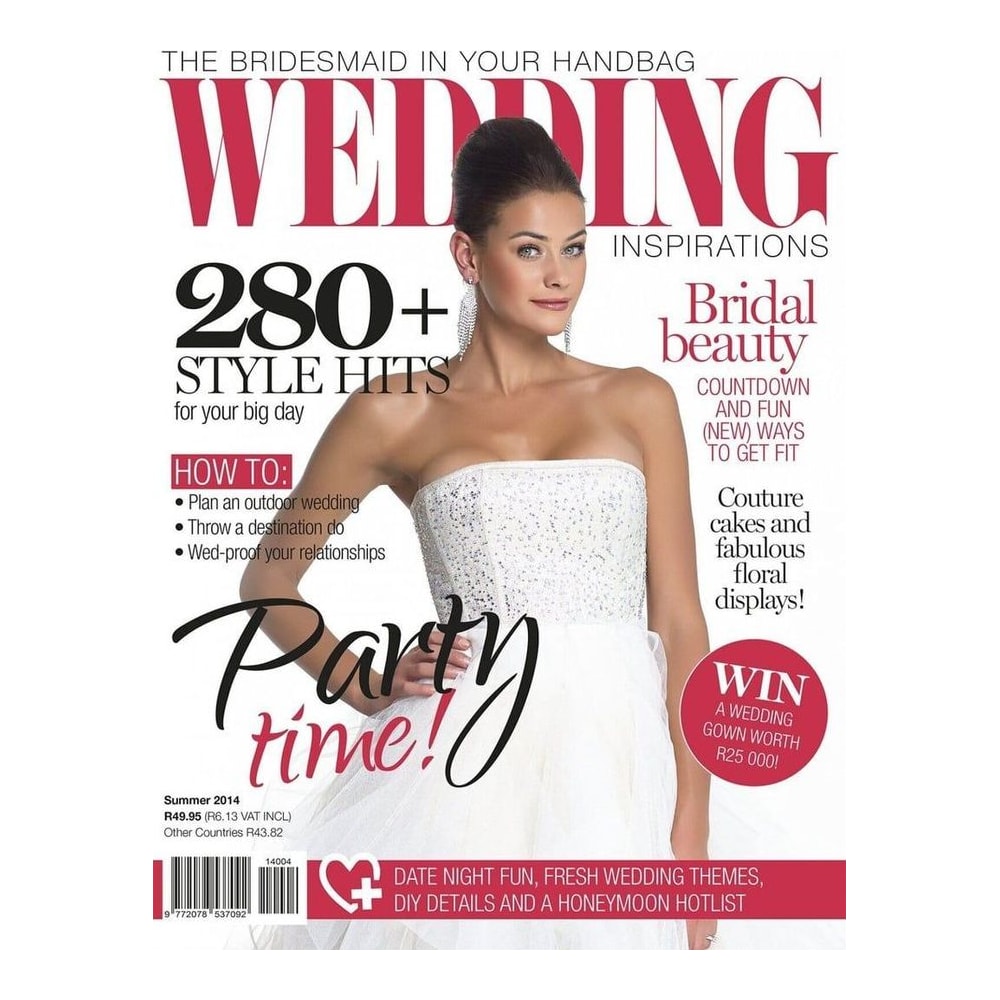 THE BRIDESMAID IN YOUR HANDBAG
WEDDING
INSPIRATIONS
280+
STYLE HITS
for your big day
HOW TO:
• Plan an outdoor wedding
• Throw a destination do
• Wed-proof your relationships
Bridal
beauty
COUNTDOWN
AND FUN
(NEW) WAYS
TO GET FIT
Couture
cakes and
fabulous
floral
displays!
Party
time!
WIN
A WEDDING
GOWN WORTH
R25 000!
Summer 2014
R49.95 (R6.13 VAT INCL)
Other Countries R43.82
14004
9 772078 537092
DATE NIGHT FUN, FRESH WEDDING THEMES,
DIY DETAILS AND A HONEYMOON HOTLIST